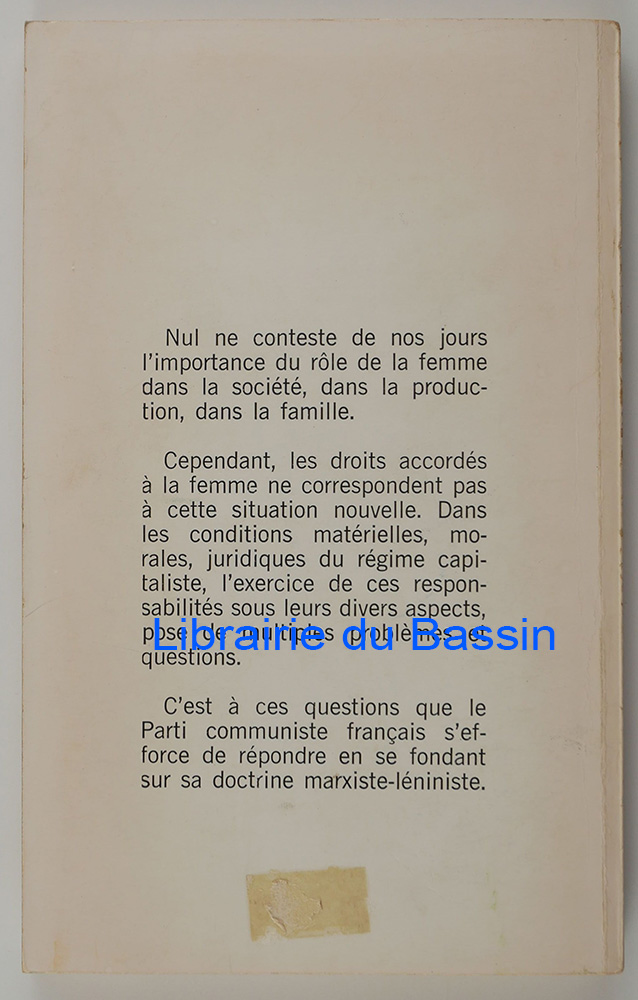 Nul ne conteste de nos jours
l'importance du rôle de la femme
dans la société, dans la produc-
tion, dans la famille.
Cependant, les droits accordés
à la femme ne correspondent pas
à cette situation nouvelle. Dans
les conditions matérielles, mo-
rales, juridiques du régime capi-
taliste, l'exercice de ces respon-
sabilités sous leurs divers aspects,
pose de multiples problèmes et
Librairie du Bassin
questions.
C'est à ces questions que le
Parti communiste français s'ef-
force de répondre en se fondant
sur sa doctrine marxiste-léniniste.